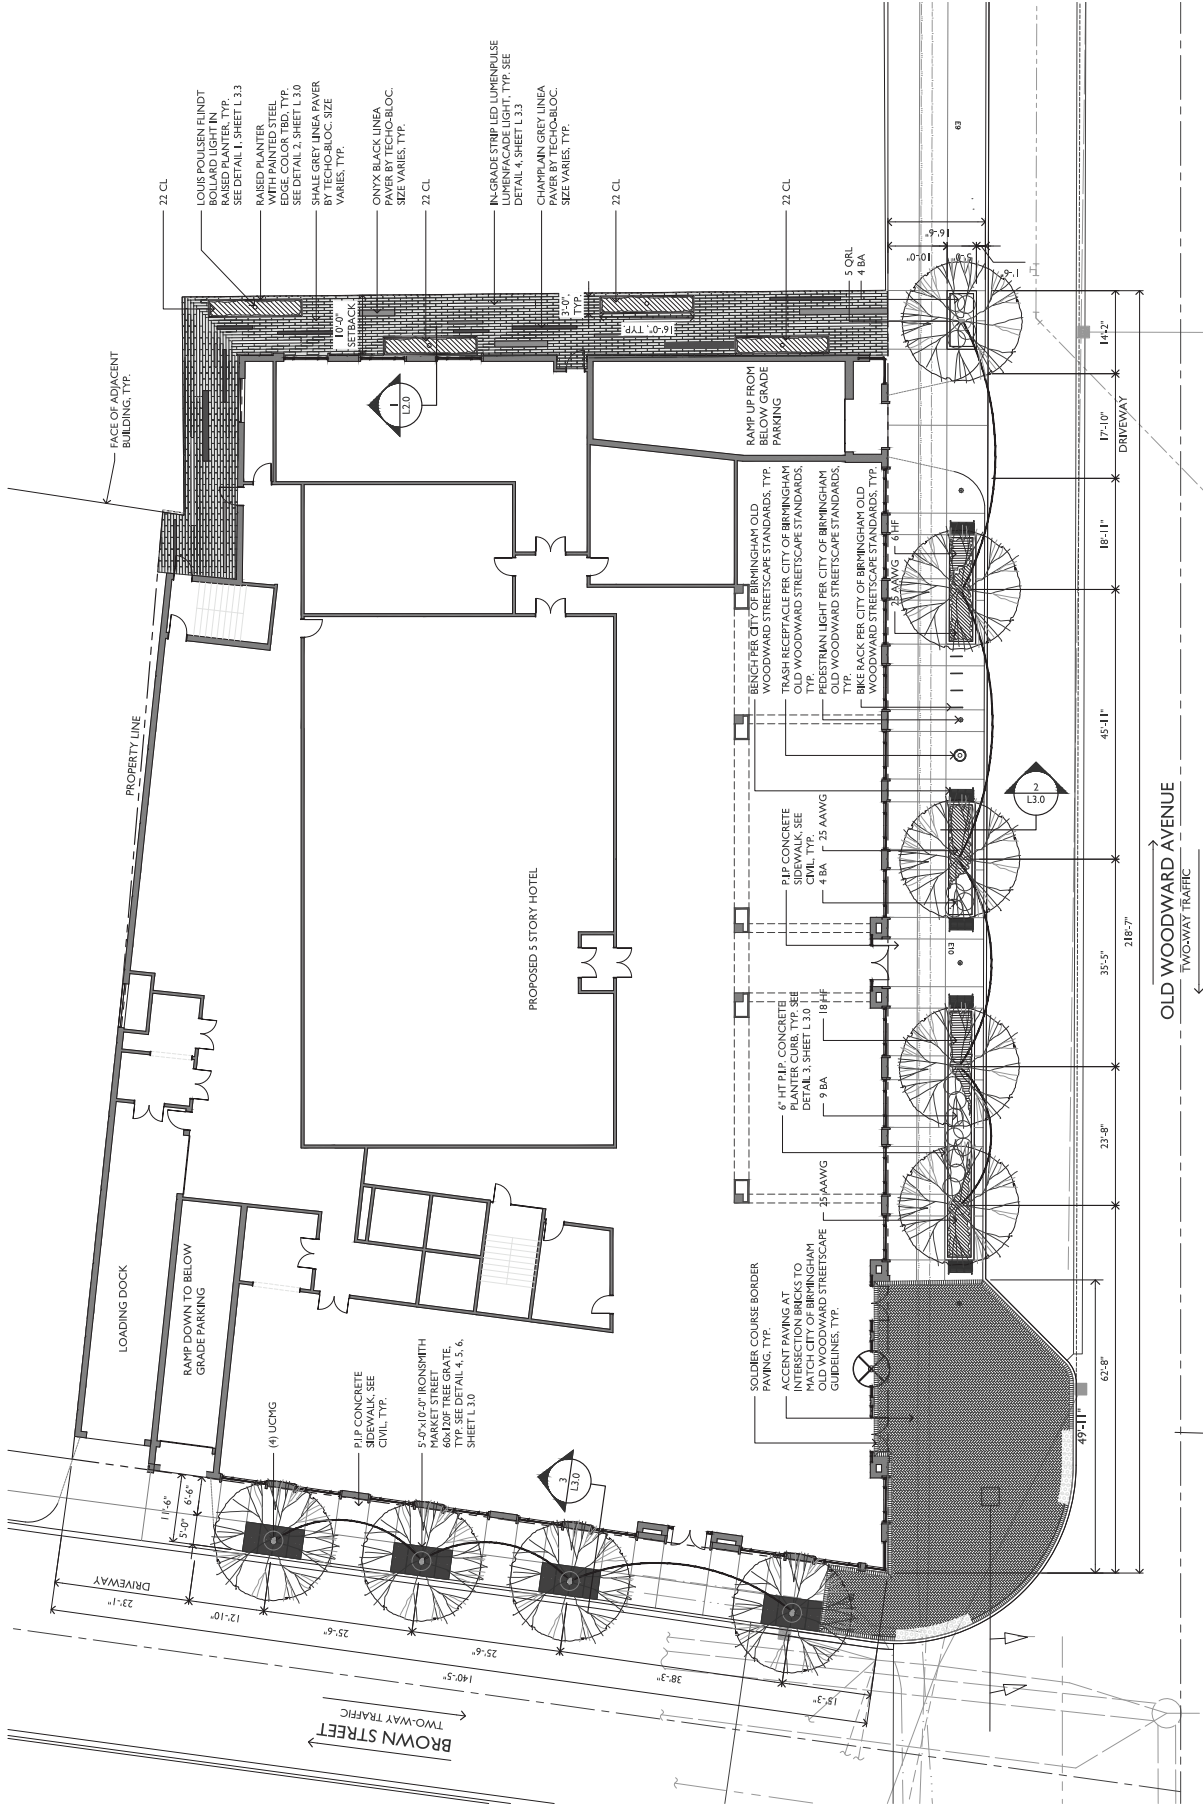 22 CL
LOUIS POULSEN FLINDT
BOLLARD LIGHT IN
RAISED PLANTER, TYP.
SEE DETAIL 1, SHEET L 3.3
RAISED PLANTER
WITH PAINTED STEEL
EDGE, COLOR TBD, TYP.
SEE DETAIL 2, SHEET L 3.0
SHALE GREY LINEA PAVER
BY TECHO-BLOC. SIZE
VARIES, TYP.
ONYX BLACK LINEA
PAVER BY TECHO-BLOC.
SIZE VARIES, TYP.
22 CL
IN-GRADE STRIP LED LUMENPULSE
LUMENFACADE LIGHT, TYP. SEE
DETAIL 4, SHEET L 3.3
CHAMPLAIN GREY LINEA
PAVER BY TECHO-BLOC.
SIZE VARIES, TYP.
22 CL
22 CL
5 QRL
4 BA
FACE OF ADJACENT
BUILDING, TYP.
10'-0"
SETBACK
3'-0",
TYP.
16'-0", TYP.
1
L2.0
RAMP UP FROM
BELOW GRADE
PARKING
63
16'-6"
10'-0"
5'-0"
1'-6"
PROPERTY LINE
PROPOSED 5 STORY HOTEL
BENCH PER CITY OF BIRMINGHAM OLD
WOODWARD STREETSCAPE STANDARDS, TYP.
TRASH RECEPTACLE PER CITY OF BIRMINGHAM
OLD WOODWARD STREETSCAPE STANDARDS,
TYP.
PEDESTRIAN LIGHT PER CITY OF BIRMINGHAM
OLD WOODWARD STREETSCAPE STANDARDS,
TYP.
BIKE RACK PER CITY OF BIRMINGHAM OLD
WOODWARD STREETSCAPE STANDARDS, TYP.
25 AAWG
6 HF
P.I.P CONCRETE
SIDEWALK, SEE
CIVIL, TYP.
4 BA
25 AAWG
E10
2
L3.0
6" HT P.I.P. CONCRETE
PLANTER CURB, TYP. SEE
DETAIL 3, SHEET L 3.0
9 BA
18 HF
25 AAWG
SOLDIER COURSE BORDER
PAVING, TYP.
ACCENT PAVING AT
INTERSECTION BRICKS TO
MATCH CITY OF BIRMINGHAM
OLD WOODWARD STREETSCAPE
GUIDELINES, TYP.
LOADING DOCK
RAMP DOWN TO BELOW
GRADE PARKING
(4) UCMG
P.I.P CONCRETE
SIDEWALK, SEE
CIVIL, TYP.
5'-0"x10'-0" IRONSMITH
MARKET STREET
60x120F TREE GRATE,
TYP. SEE DETAIL 4, 5, 6,
SHEET L 3.0
3
L3.0
14'-2"
17'-10"
DRIVEWAY
18'-11"
45'-11"
35'-5"
23'-8"
62'-8"
49'-11"
218'-7"
OLD WOODWARD AVENUE
TWO-WAY TRAFFIC
11'-6"
6'-6"
5'-0"
DRIVEWAY
23'-1"
12'-10"
25'-6"
25'-6"
38'-3"
15'-3"
140'-5"
TWO-WAY TRAFFIC
BROWN STREET